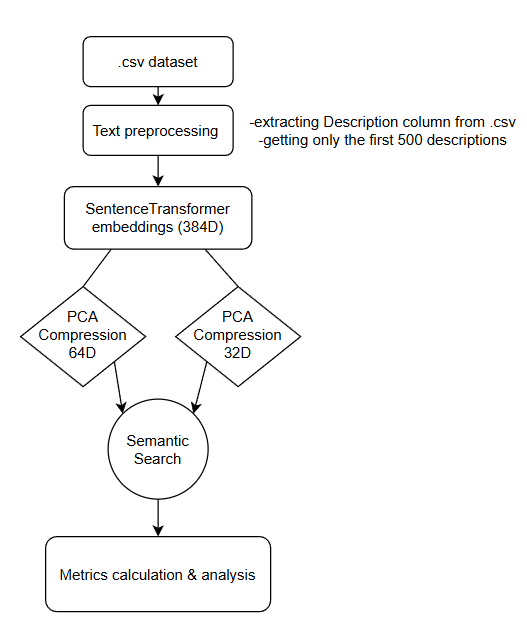 .csv dataset
Text preprocessing
-extracting Description column from .csv
-getting only the first 500 descriptions
SentenceTransformer
embeddings (384D)
PCA
Compression
64D
PCA
Compression
32D
Semantic
Search
Metrics calculation & analysis